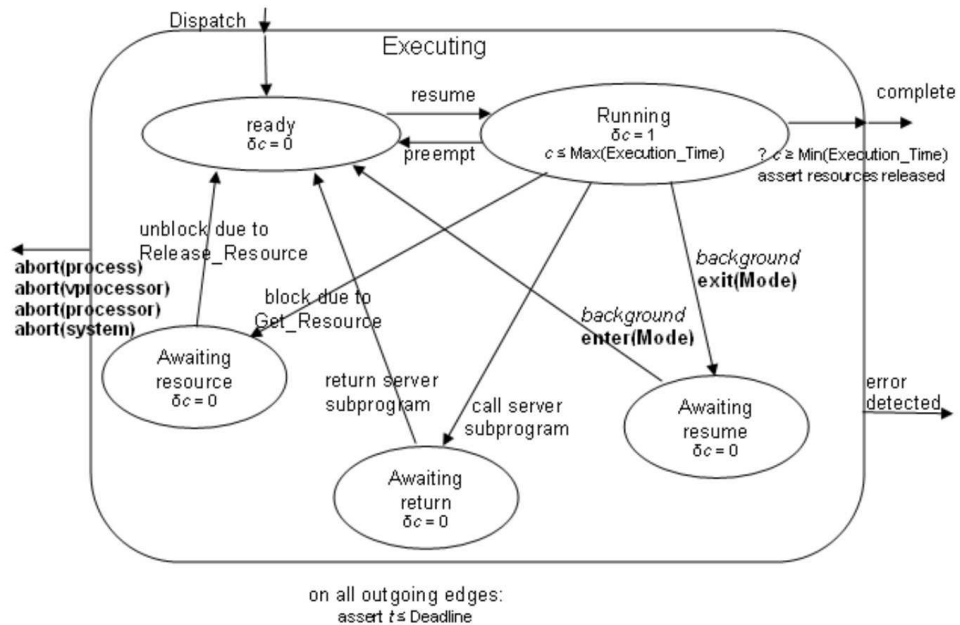 Dispatch
Executing
ready
δc = 0
resume
preempt
Running
δc = 1
c ≤ Max(Execution_Time)
complete
? c ≥ Min(Execution_Time)
assert resources released
unblock due to
Release_Resource
abort(process)
abort(vprocessor)
abort(processor)
abort(system)
block due to
Get_Resource
background
exit(Mode)
background
enter(Mode)
Awaiting
resource
δc = 0
return server
subprogram
call server
subprogram
Awaiting
resume
δc = 0
error
detected
Awaiting
return
δc = 0
on all outgoing edges:
assert t ≤ Deadline